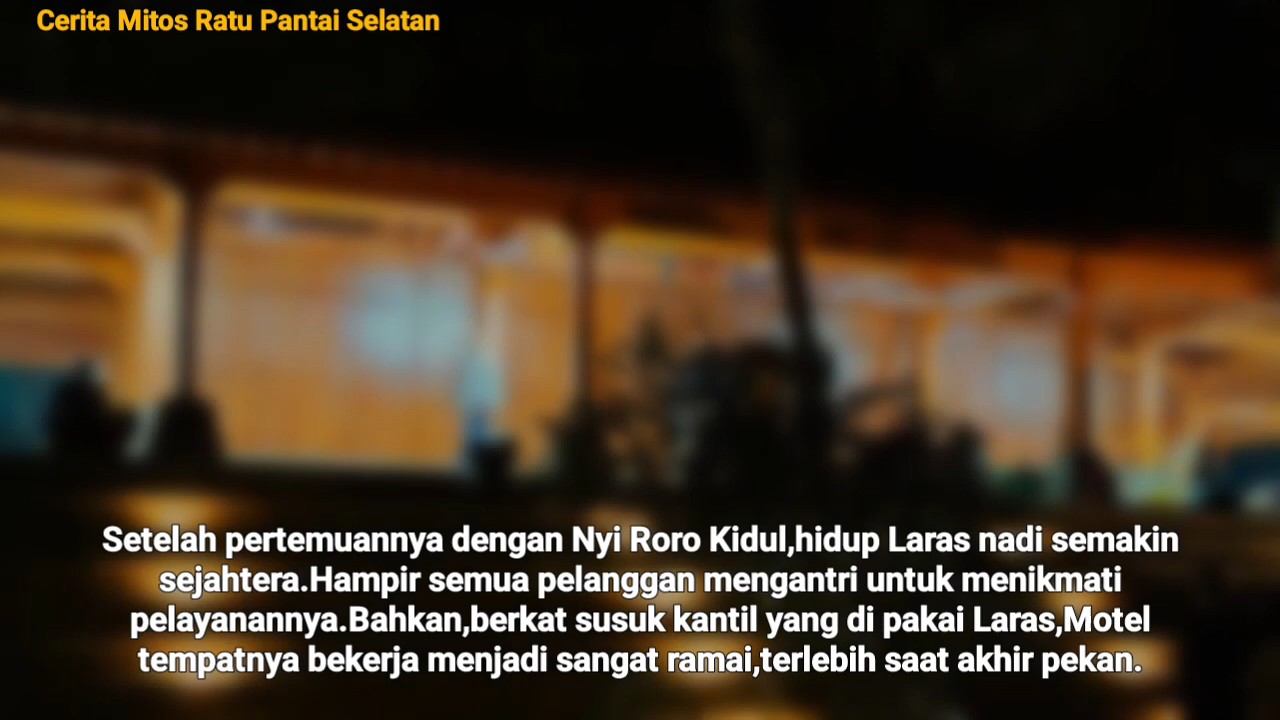 Cerita Mitos Ratu Pantai Selatan
Setelah pertemuannya dengan Nyi Roro Kidul,hidup Laras nadi semakin
sejahtera.Hampir semua pelanggan mengantri untuk menikmati
pelayanannya.Bahkan,berkat susuk kantil yang di pakai Laras,Motel
tempatnya bekerja menjadi sangat ramai,terlebih saat akhir pekan.